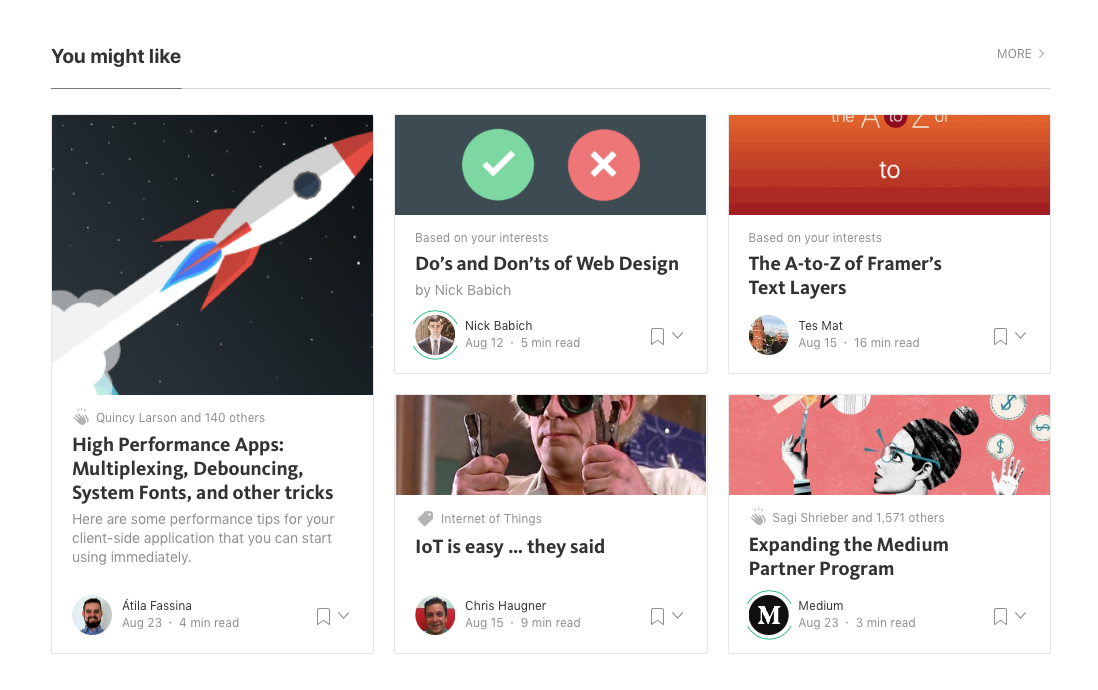 You might like
MORE
Quincy Larson and 140 others
High Performance Apps:
Multiplexing, Debouncing,
System Fonts, and other tricks
Here are some performance tips for your
client-side application that you can start
using immediately.
Átila Fassina
Aug 23 · 4 min read
Based on your interests
Do’s and Don’ts of Web Design
by Nick Babich
Nick Babich
Aug 12 · 5 min read
the A to Z of
to
Based on your interests
The A-to-Z of Framer’s
Text Layers
Tes Mat
Aug 15 · 16 min read
Internet of Things
IoT is easy … they said
Chris Haugner
Aug 15 · 9 min read
$
$
$
Sagi Shrieber and 1,571 others
Expanding the Medium
Partner Program
M
Medium
Aug 23 · 3 min read